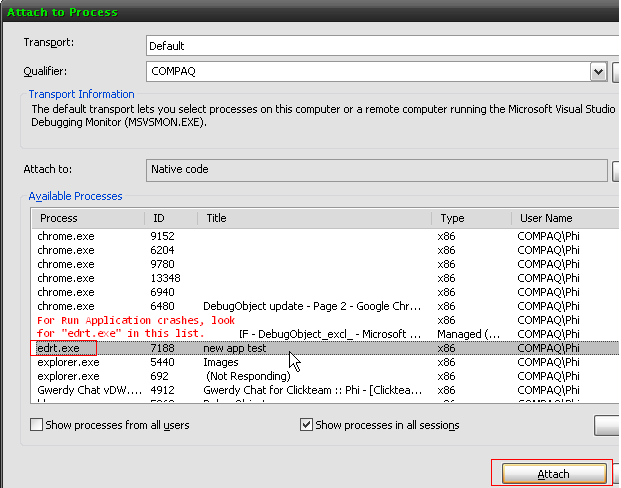 Attach to Process
Transport: Default
Qualifier: COMPAQ
Transport Information
The default transport lets you select processes on this computer or a remote computer running the Microsoft Visual Studio
Debugging Monitor (MSVSMON.EXE).
Attach to: Native code
Available Processes
Process ID Title Type User Name
chrome.exe 9152 x86 COMPAQ\Phi
chrome.exe 6204 x86 COMPAQ\Phi
chrome.exe 9780 x86 COMPAQ\Phi
chrome.exe 13348 x86 COMPAQ\Phi
chrome.exe 6940 x86 COMPAQ\Phi
chrome.exe 6480 DebugObject update - Page 2 - Google Chr... x86 COMPAQ\Phi
For Run Application crashes, look x86 COMPAQ\Phi
for "edrt.exe" in this list. IF - DebugObject_excl_ - Microsoft ... Managed (... COMPAQ\Phi
edrt.exe 7188 new app test x86 COMPAQ\Phi
explorer.exe 5440 Images x86 COMPAQ\Phi
explorer.exe 692 (Not Responding) x86 COMPAQ\Phi
Gwerdy Chat vDW.... 4912 Gwerdy Chat for Clickteam :: Phi - [Clicktea... x86 COMPAQ\Phi
Show processes from all users Show processes in all sessions
Attach